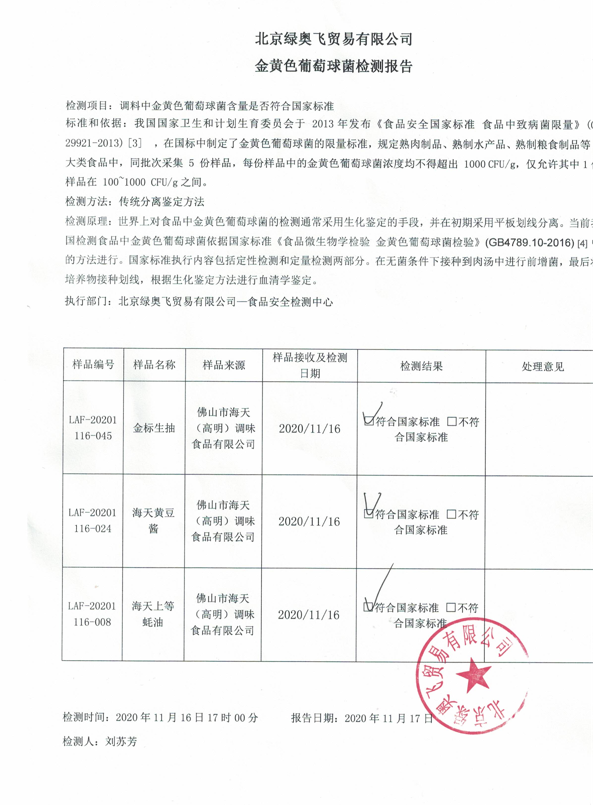 北京绿奥飞贸易有限公司
金黄色葡萄球菌检测报告
检测项目：调料中金黄色葡萄球菌含量是否符合国家标准
标准和依据：我国国家卫生和计划生育委员会于 2013 年发布《食品安全国家标准 食品中致病菌限量》(G
29921-2013) [3] ，在国标中制定了金黄色葡萄球菌的限量标准，规定熟肉制品、熟制水产品、熟制粮食制品等
大类食品中，同批次采集 5 份样品，每份样品中的金黄色葡萄球菌浓度均不得超出 1000 CFU/g，仅允许其中 1
样品在 100~1000 CFU/g 之间。
检测方法：传统分离鉴定方法
检测原理：世界上对食品中金黄色葡萄球菌的检测通常采用生化鉴定的手段，并在初期采用平板划线分离。当前
国检测食品中金黄色葡萄球菌依据国家标准《食品微生物学检验 金黄色葡萄球菌检验》(GB4789.10-2016) [4]
的方法进行。国家标准执行内容包括定性检测和定量检测两部分。在无菌条件下接种到肉汤中进行前增菌，最后
培养物接种划线，根据生化鉴定方法进行血清学鉴定。
执行部门：北京绿奥飞贸易有限公司—食品安全检测中心
样品编号 样品名称 样品来源 样品接收及检测日期 检测结果 处理意见
LAF-20201 金标生抽 佛山市海天 2020/11/16 ☑符合国家标准 □不符
116-045 （高明）调味 合国家标准
食品有限公司
LAF-20201 海天黄豆 佛山市海天 2020/11/16 ☑符合国家标准 □不符
116-024 酱 （高明）调味 合国家标准
食品有限公司
LAF-20201 海天上等 佛山市海天 2020/11/16 ☑符合国家标准 □不符
116-008 蚝油 （高明）调味 合国家标准
食品有限公司
北京绿奥飞贸易有限公司
检测时间：2020 年 11 月 16 日 17 时 00 分 报告日期：2020 年 11 月 17 日
检测人：刘苏芳